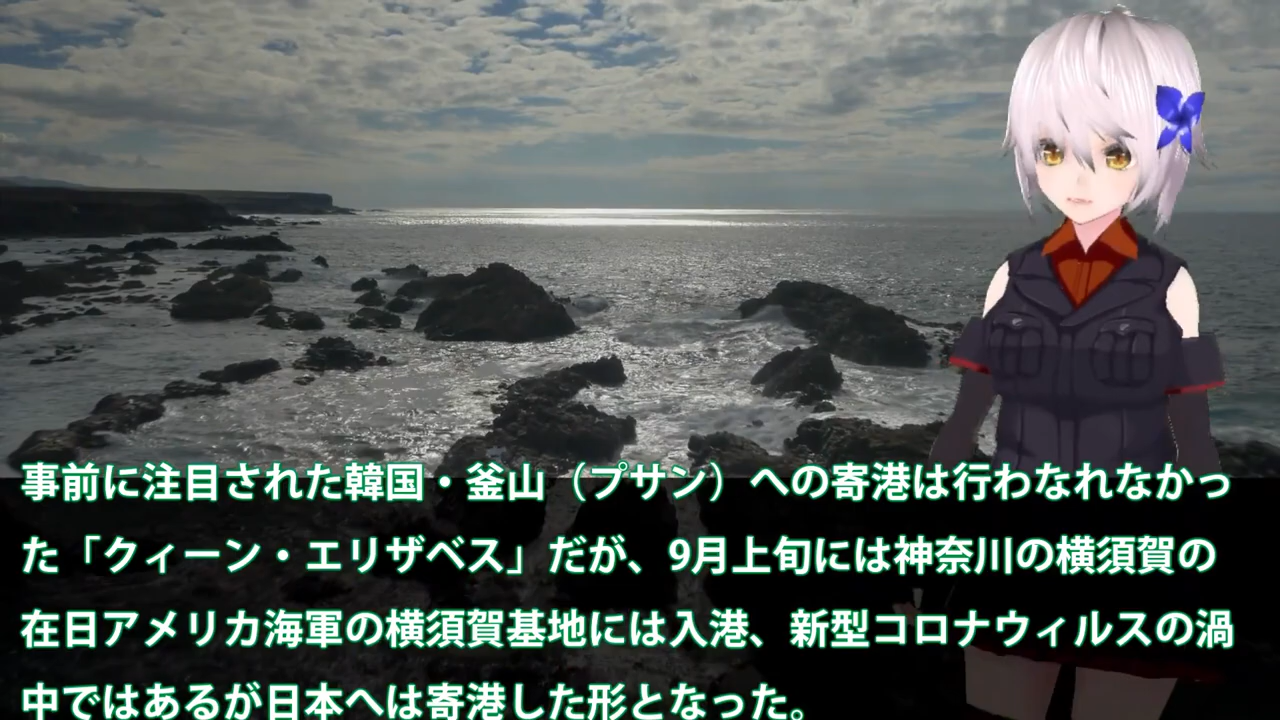 事前に注目された韓国・釜山（プサン）への寄港は行わなれなかっ
た「クィーン・エリザベス」だが、9月上旬には神奈川の横須賀の
在日アメリカ海軍の横須賀基地には入港、新型コロナウィルスの渦
中ではあるが日本へは寄港した形となった。